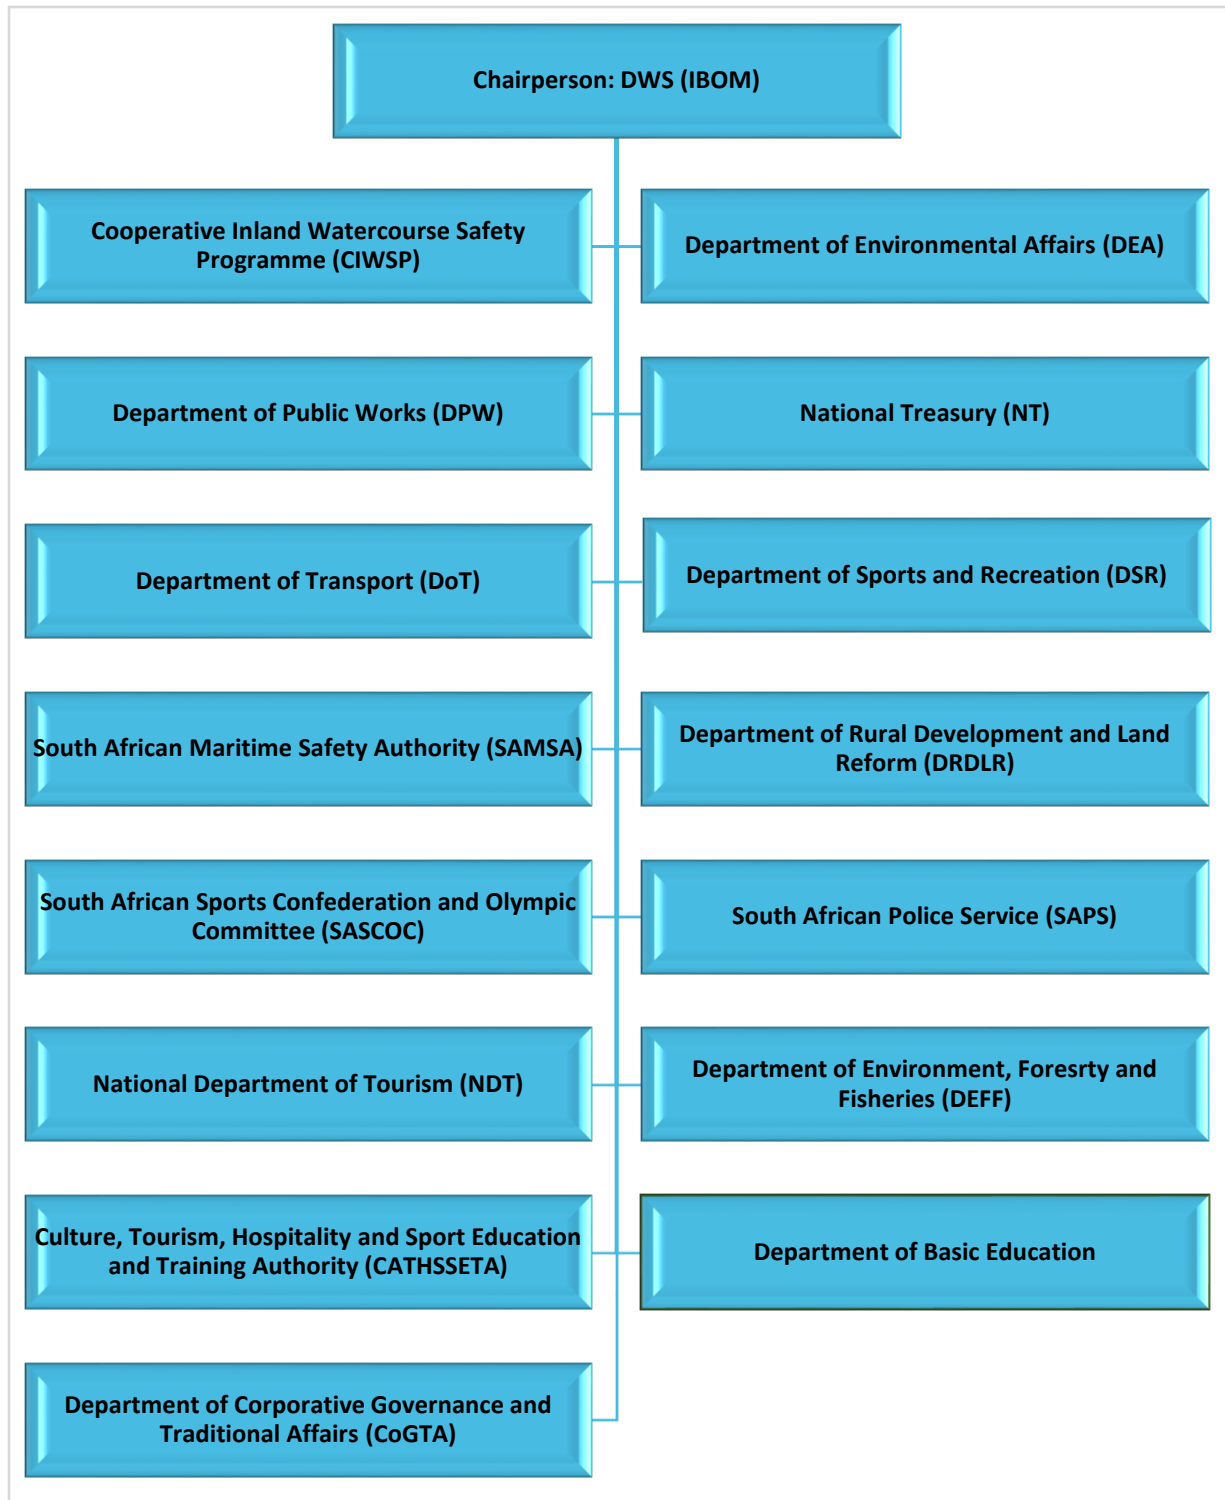 Chairperson: DWS (IBOM)
Cooperative Inland Watercourse Safety
Programme (CIWSP)
Department of Environmental Affairs (DEA)
Department of Public Works (DPW)
National Treasury (NT)
Department of Transport (DoT)
Department of Sports and Recreation (DSR)
South African Maritime Safety Authority (SAMSA)
Department of Rural Development and Land
Reform (DRDLR)
South African Sports Confederation and Olympic
Committee (SASCOC)
South African Police Service (SAPS)
National Department of Tourism (NDT)
Department of Environment, Foresrty and
Fisheries (DEFF)
Culture, Tourism, Hospitality and Sport Education
and Training Authority (CATHSSETA)
Department of Basic Education
Department of Corporative Governance and
Traditional Affairs (CoGTA)